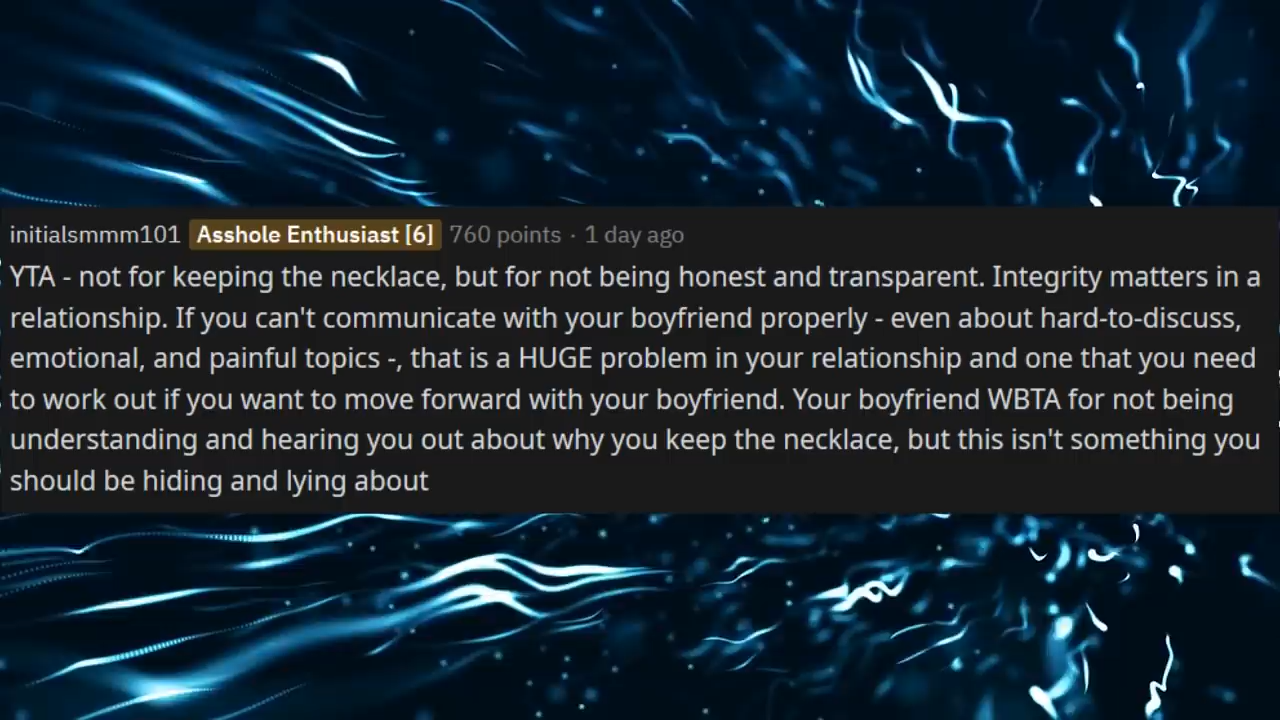 initialsmmm101 Asshole Enthusiast [6] 760 points · 1 day ago
YTA - not for keeping the necklace, but for not being honest and transparent. Integrity matters in a
relationship. If you can't communicate with your boyfriend properly - even about hard-to-discuss,
emotional, and painful topics -, that is a HUGE problem in your relationship and one that you need
to work out if you want to move forward with your boyfriend. Your boyfriend WBTA for not being
understanding and hearing you out about why you keep the necklace, but this isn't something you
should be hiding and lying about